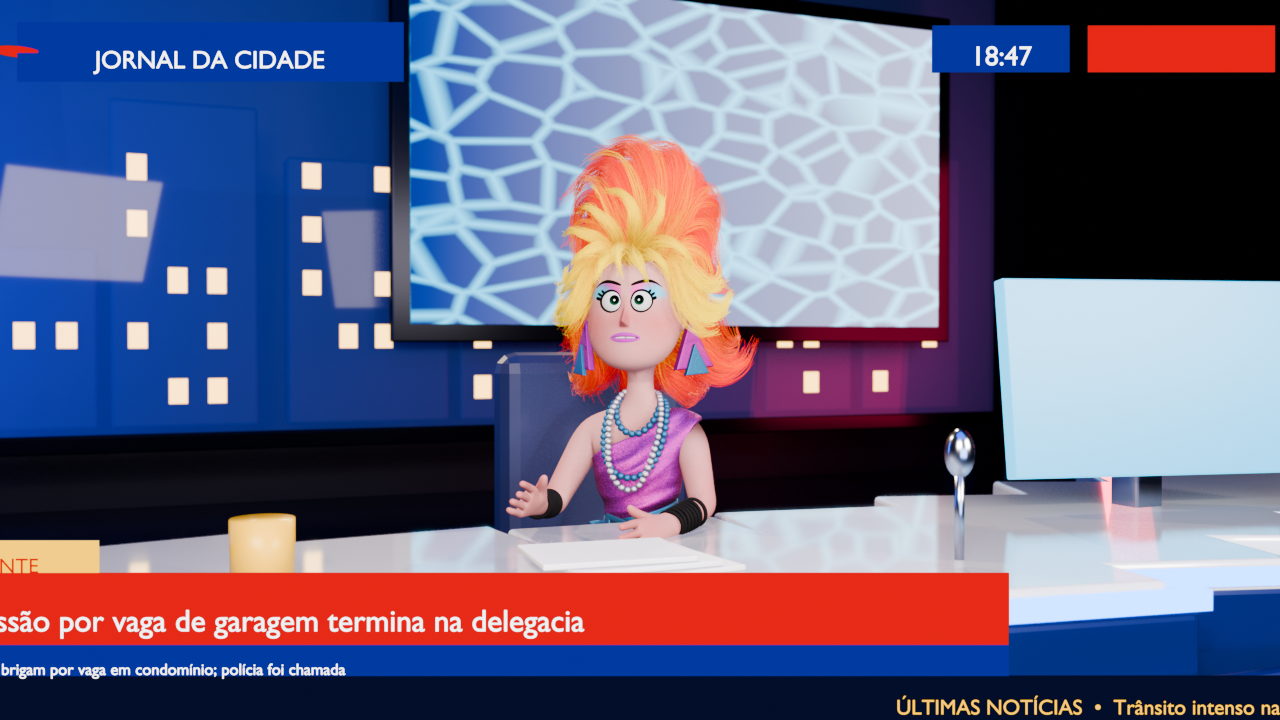 JORNAL DA CIDADE
18:47
NTE
ssão por vaga de garagem termina na delegacia
brigam por vaga em condomínio; polícia foi chamada
ÚLTIMAS NOTÍCIAS • Trânsito intenso na